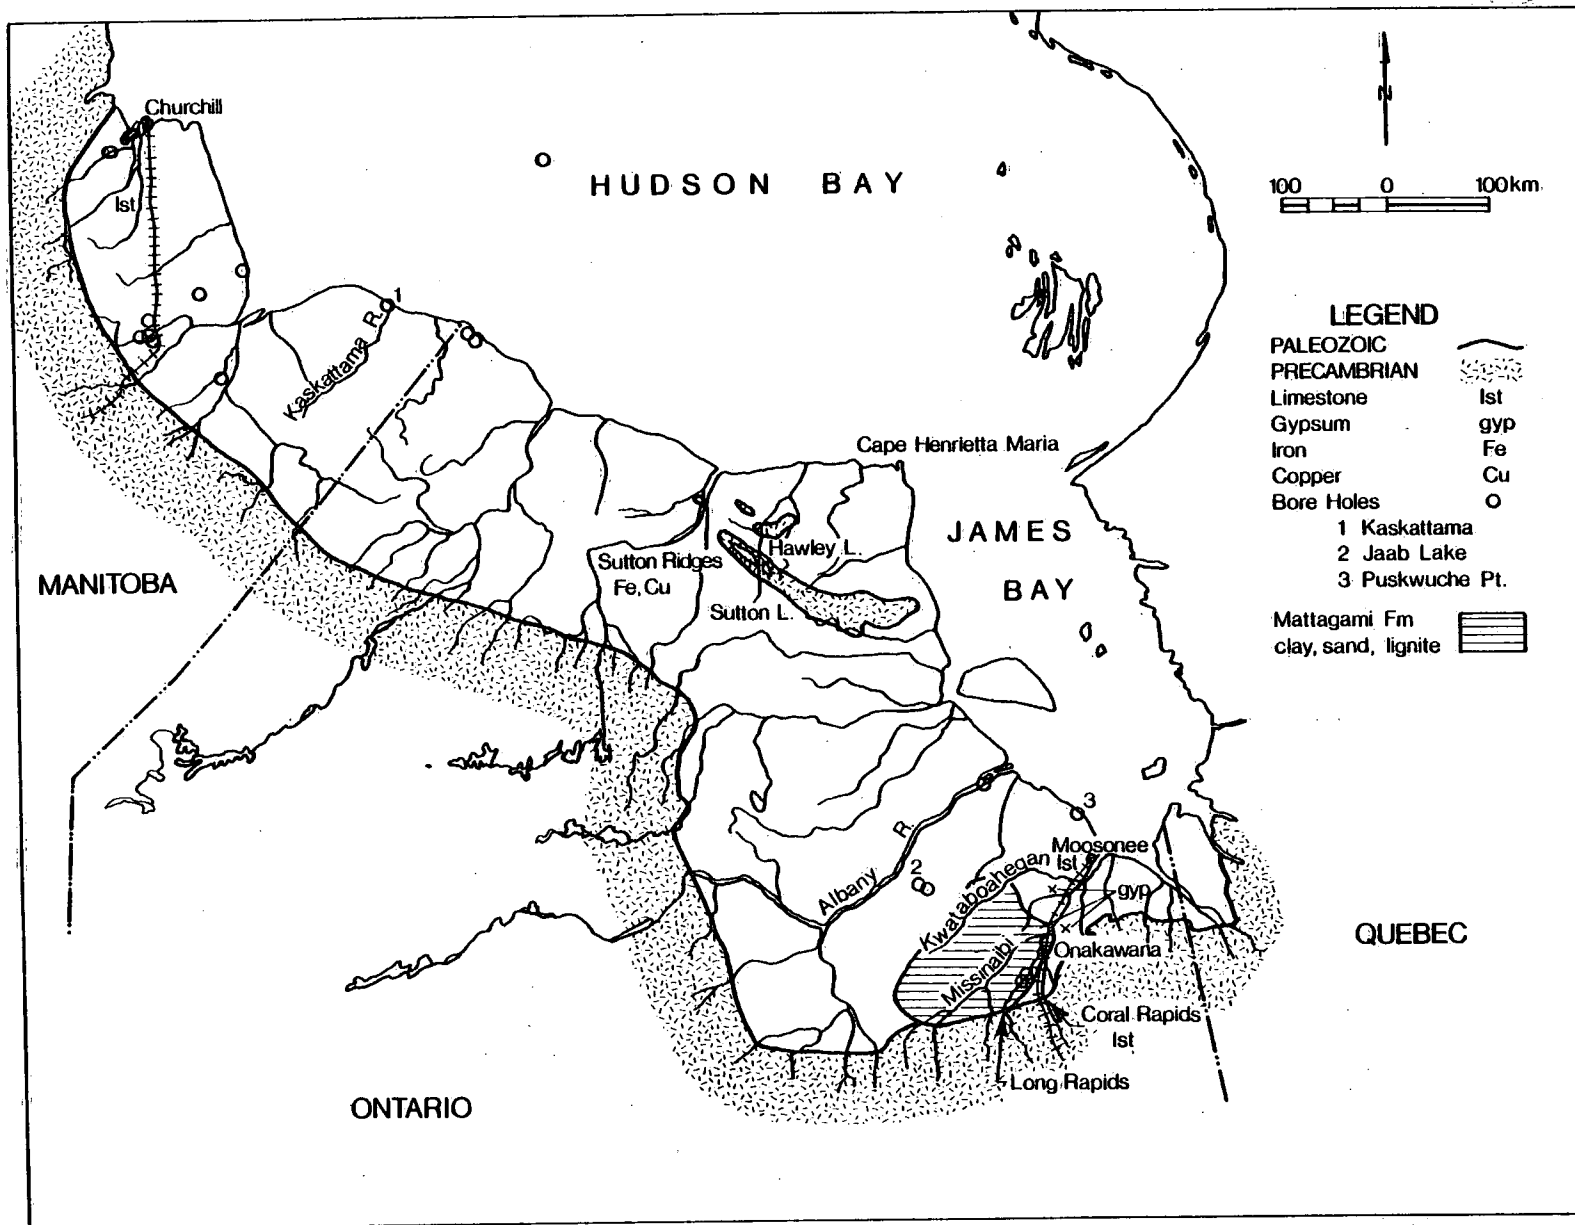 Churchill
HUDSON BAY
N
100 0 100 km.
lst
1
Kaskattama R.
LEGEND
PALEOZOIC
PRECAMBRIAN
Limestone lst
Gypsum gyp
Iron Fe
Copper Cu
Bore Holes
1 Kaskattama
2 Jaab Lake
3 Puskwuche Pt.
Mattagami Fm
clay, sand, lignite
Cape Henrietta Maria
JAMES
BAY
Hawley L.
Sutton Ridges
Fe, Cu
Sutton L.
MANITOBA
3
Moosonee
lst
Albany R.
2
Kwataboahegan
gyp
Missinaibi
Onakawana
QUEBEC
Coral Rapids
lst
Long Rapids
ONTARIO